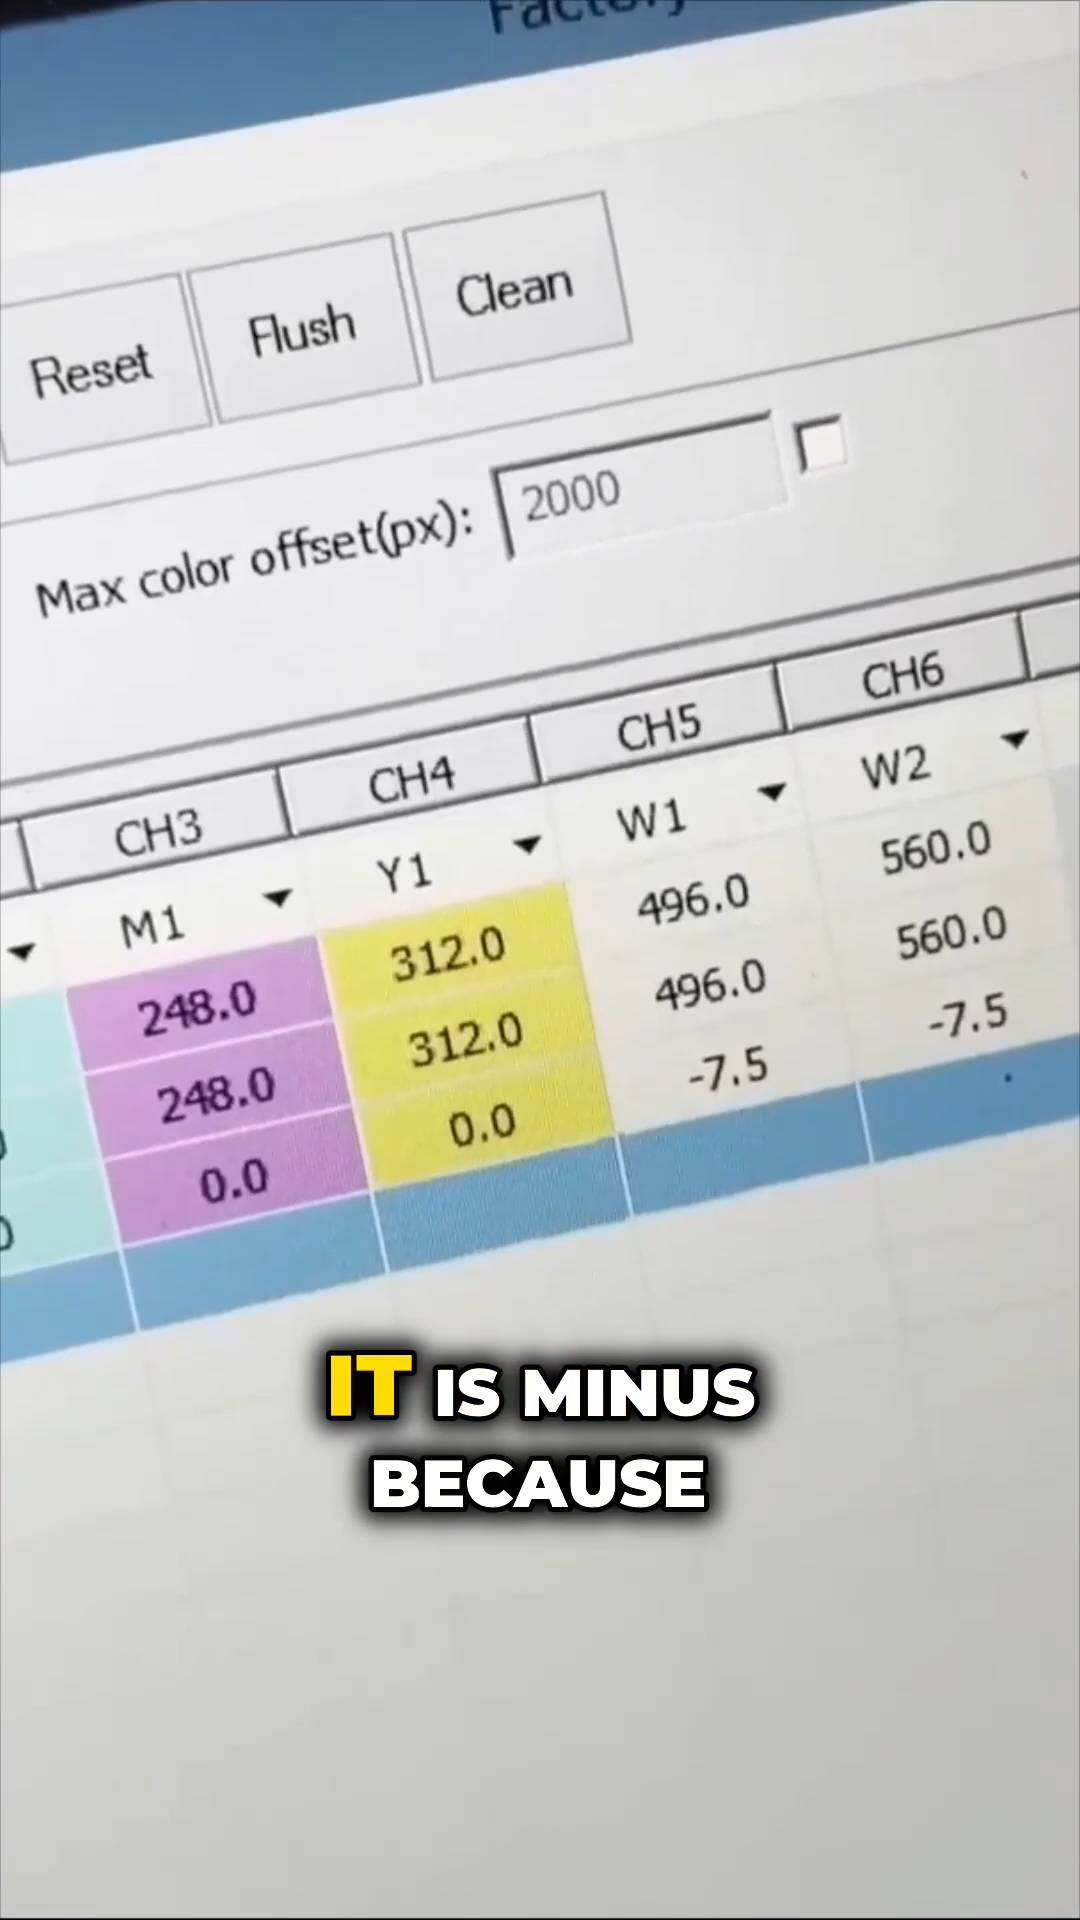 Factory
Reset Flush Clean
Max color offset(px): 2000
CH3 CH4 CH5 CH6
M1 Y1 W1 W2
248.0 312.0 496.0 560.0
248.0 312.0 496.0 560.0
0.0 0.0 -7.5 -7.5
IT IS MINUS
BECAUSE